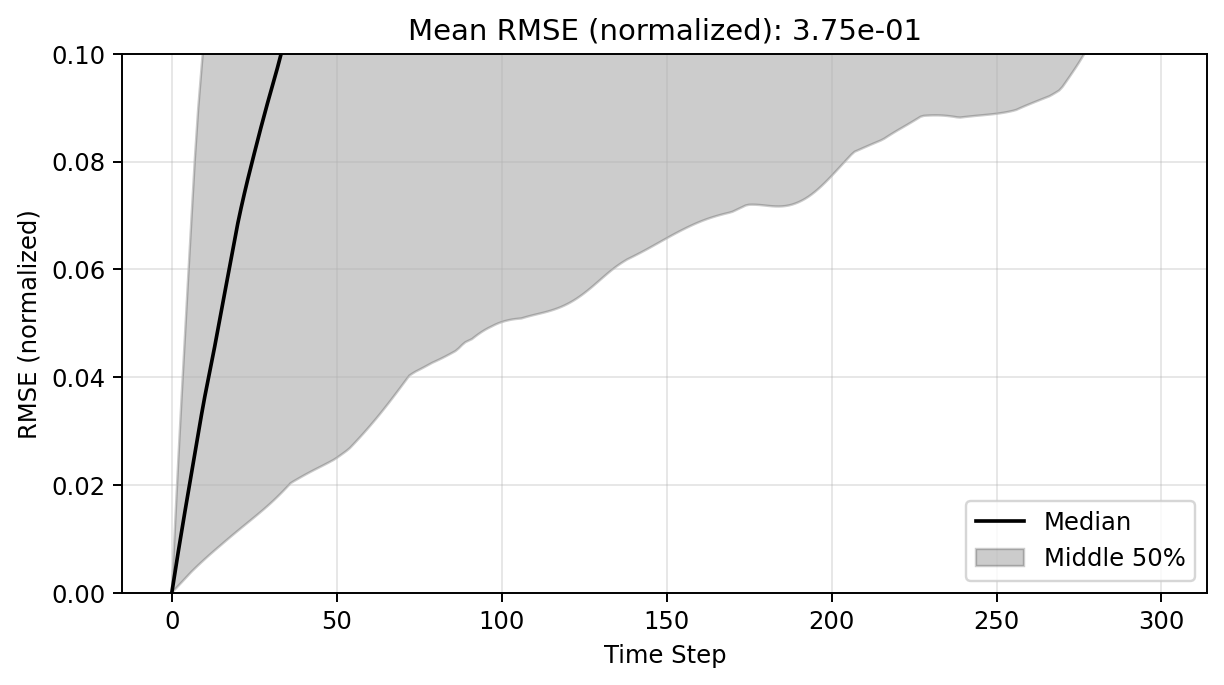 Mean RMSE (normalized): 3.75e-01
RMSE (normalized)
0.10
0.08
0.06
0.04
0.02
0.00
0 50 100 150 200 250 300
Time Step
Median
Middle 50%